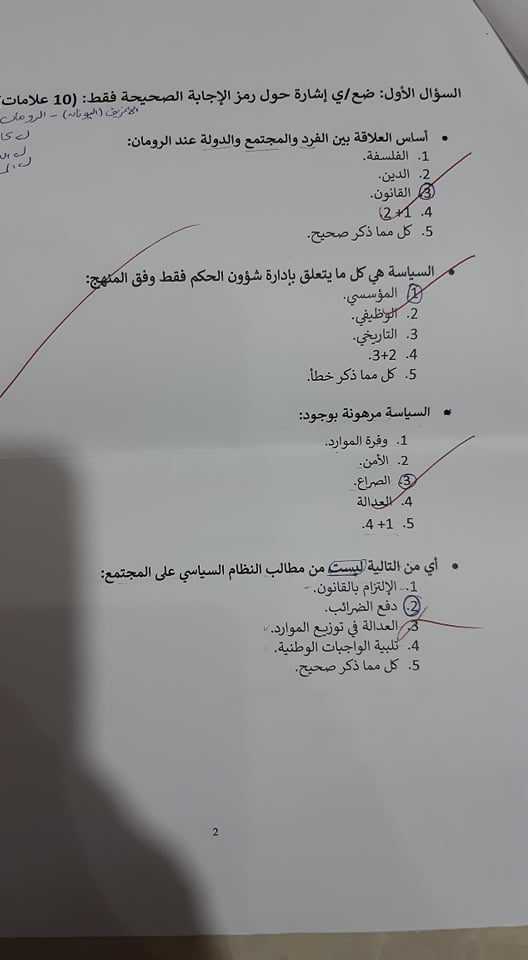 السؤال الأول: ضع/ي إشارة حول رمز الإجابة الصحيحة فقط: (10 علامات
الاغريق (اليونان) - الرومان
• أساس العلاقة بين الفرد والمجتمع والدولة عند الرومان:
1. الفلسفة.
2. الدين.
3. القانون.
4. 1+ 2
5. كل مما ذكر صحيح.
• السياسة هي كل ما يتعلق بإدارة شؤون الحكم فقط وفق المنهج:
1. المؤسسي.
2. الوظيفي.
3. التاريخي.
4. 2+3.
5. كل مما ذكر خطأ.
• السياسة مرهونة بوجود:
1. وفرة الموارد.
2. الأمن.
3. الصراع.
4. العدالة
5. 1+ 4.
• أي من التالية ليست من مطالب النظام السياسي على المجتمع:
1. الإلتزام بالقانون.
2. دفع الضرائب.
3. العدالة في توزيع الموارد.
4. تلبية الواجبات الوطنية.
5. كل مما ذكر صحيح.
2